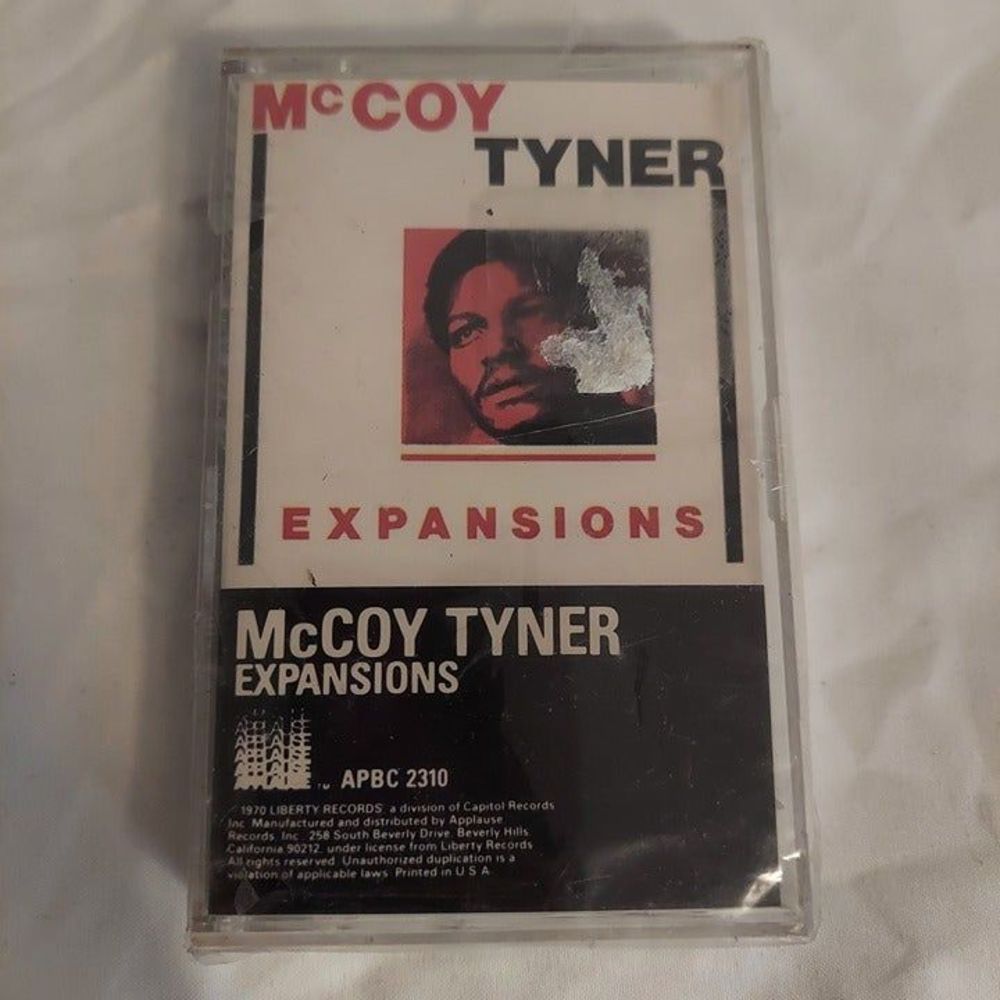 McCOY
TYNER
EXPANSIONS
McCOY TYNER
EXPANSIONS
APPLAUSE
APBC 2310
1970 LIBERTY RECORDS a division of Capitol Records
Inc. Manufactured and distributed by Applause
Records, Inc. 258 South Beverly Drive, Beverly Hills,
California 90212, under license from Liberty Records
All rights reserved. Unauthorized duplication is a
violation of applicable laws. Printed in U S A